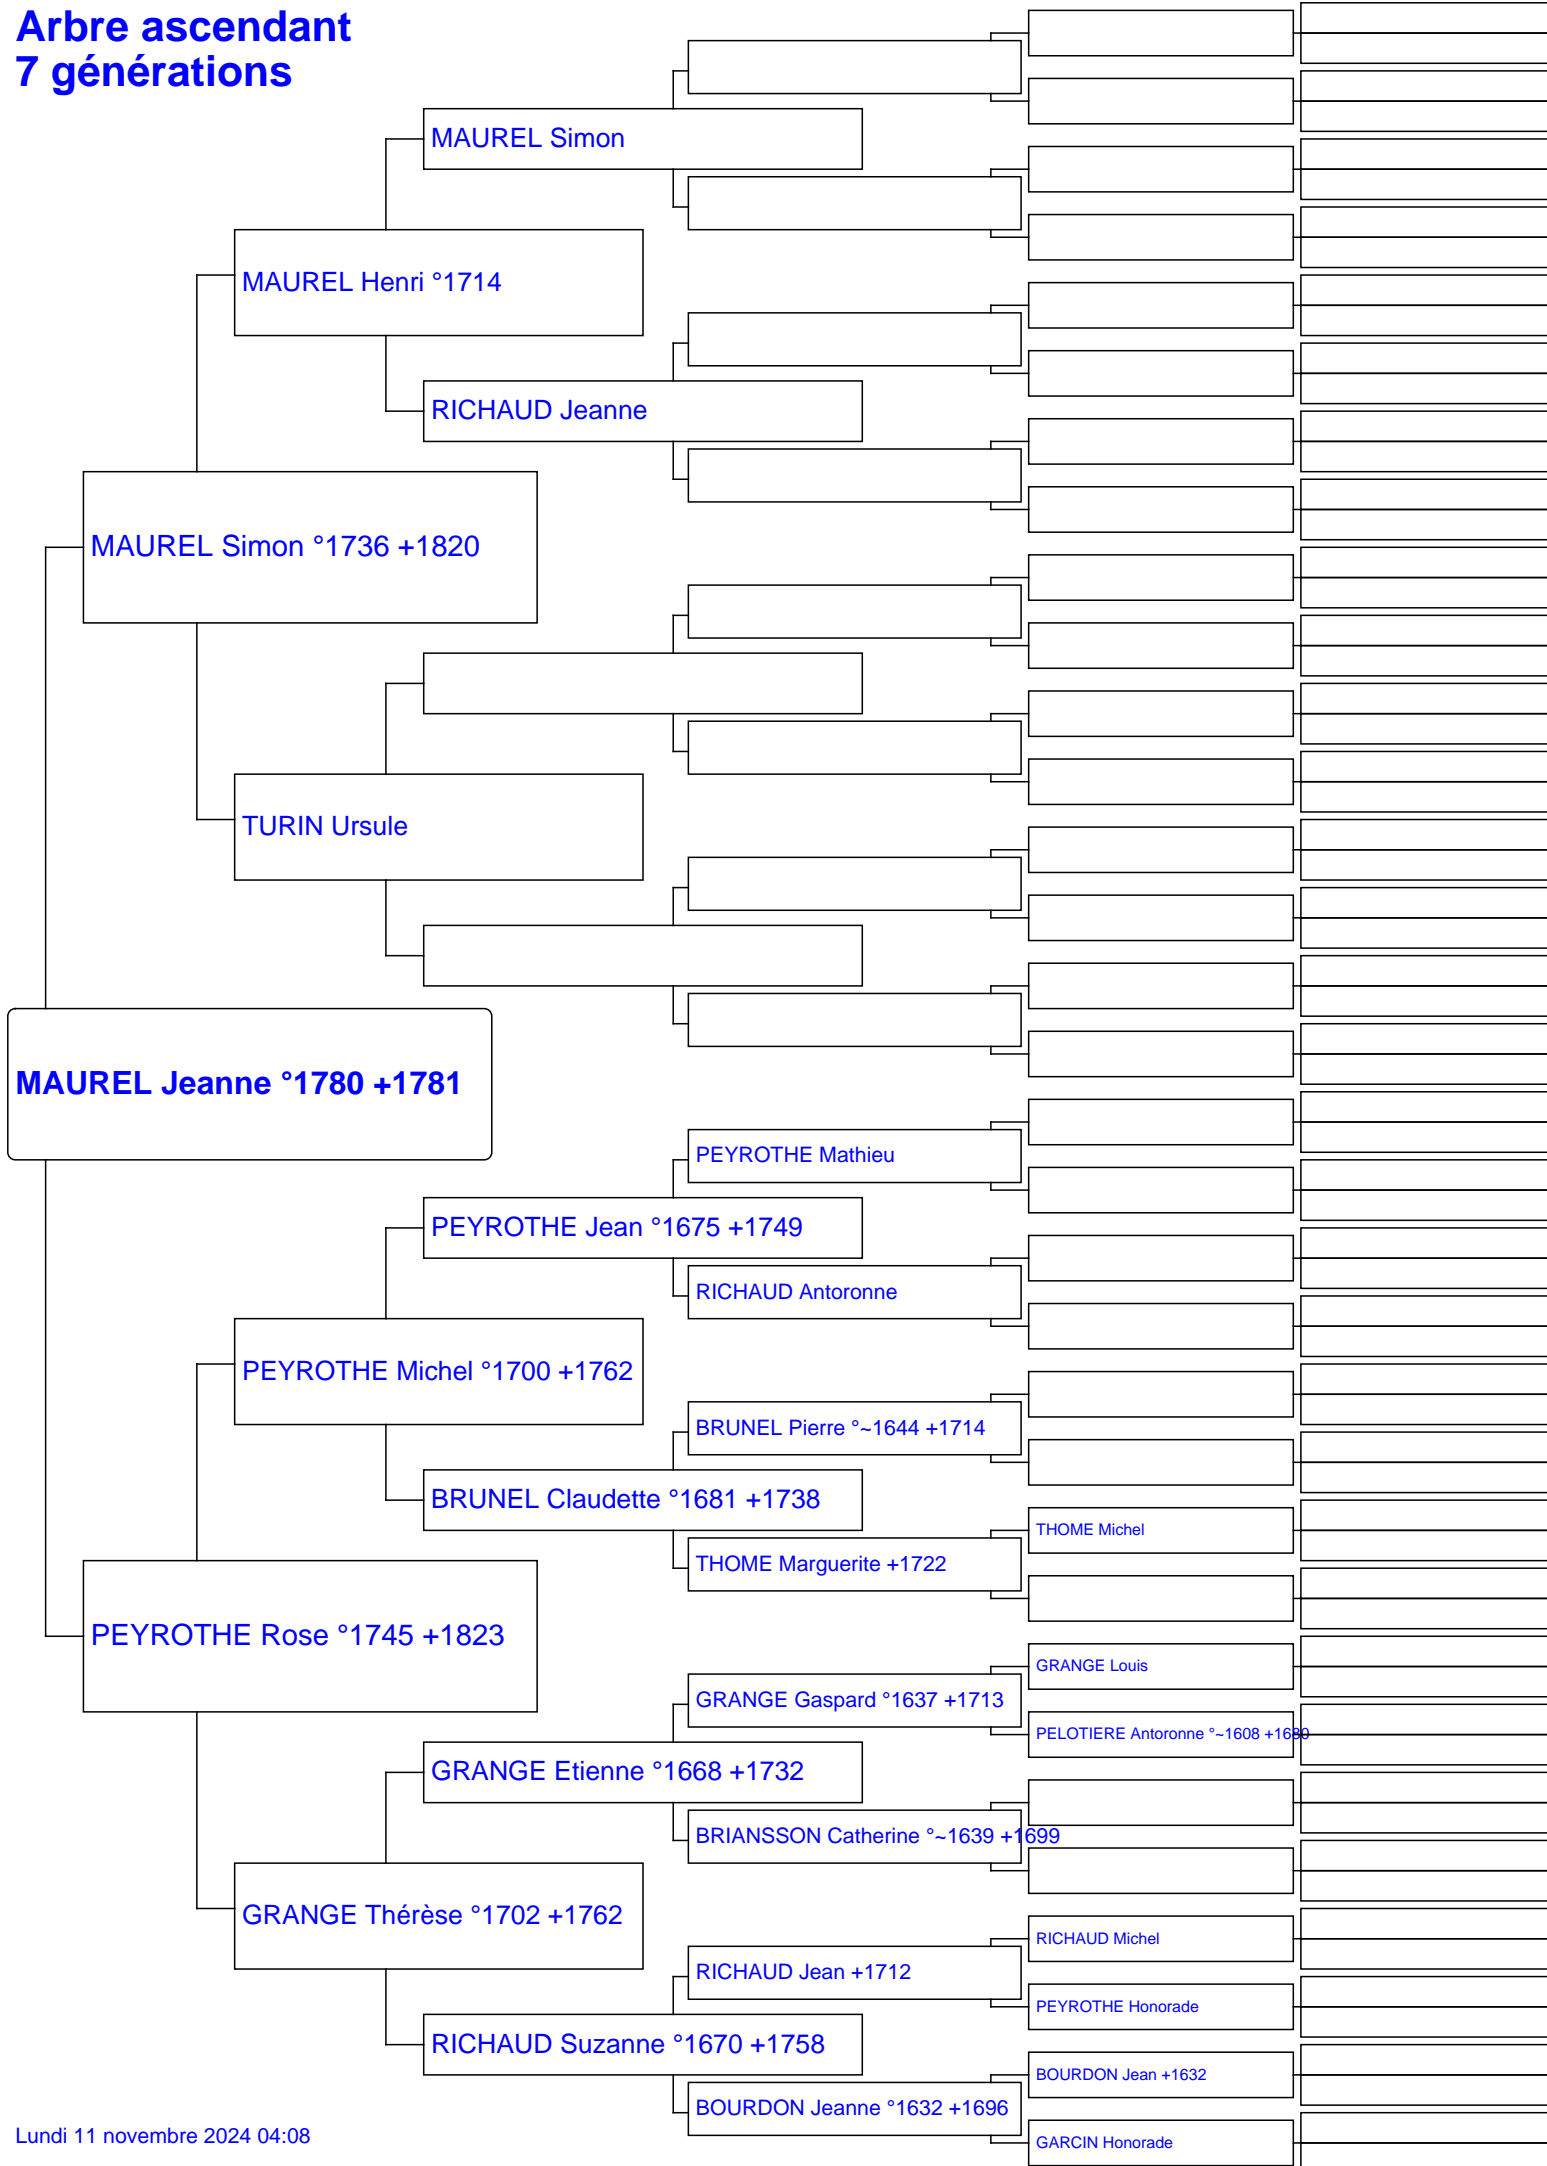 Arbre ascendant
7 générations
MAUREL Simon
MAUREL Henri °1714
RICHAUD Jeanne
MAUREL Simon °1736 +1820
TURIN Ursule
MAUREL Jeanne °1780 +1781
PEYROTHE Mathieu
PEYROTHE Jean °1675 +1749
RICHAUD Antoronne
PEYROTHE Michel °1700 +1762
BRUNEL Pierre °~1644 +1714
BRUNEL Claudette °1681 +1738
THOME Michel
THOME Marguerite +1722
PEYROTHE Rose °1745 +1823
GRANGE Louis
GRANGE Gaspard °1637 +1713
PELOTIERE Antoronne °~1608 +1680
GRANGE Etienne °1668 +1732
BRIANSSON Catherine °~1639 +1699
GRANGE Thérèse °1702 +1762
RICHAUD Michel
RICHAUD Jean +1712
PEYROTHE Honorade
RICHAUD Suzanne °1670 +1758
BOURDON Jean +1632
BOURDON Jeanne °1632 +1696
GARCIN Honorade
Lundi 11 novembre 2024 04:08